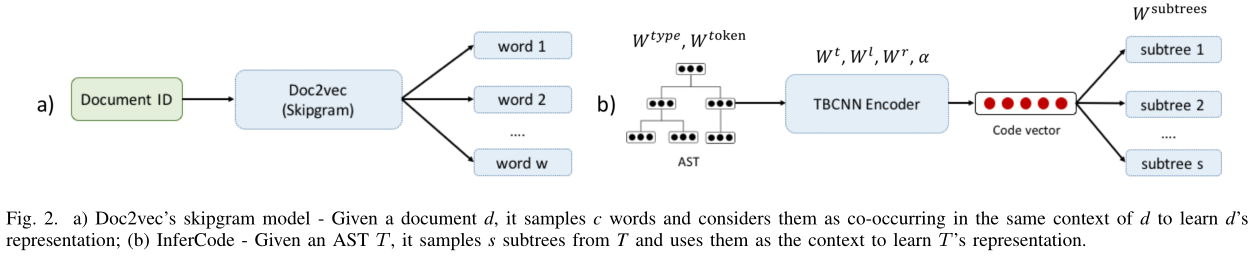 a)
Document ID
Doc2vec
(Skipgram)
word 1
word 2
....
word w
b)
W^{type}, W^{token}
AST
W^t, W^l, W^r, α
TBCNN Encoder
Code vector
W^{subtrees}
subtree 1
subtree 2
....
subtree s
Fig. 2. a) Doc2vec's skipgram model - Given a document d, it samples c words and considers them as co-occurring in the same context of d to learn d's
representation; (b) InferCode - Given an AST T, it samples s subtrees from T and uses them as the context to learn T's representation.